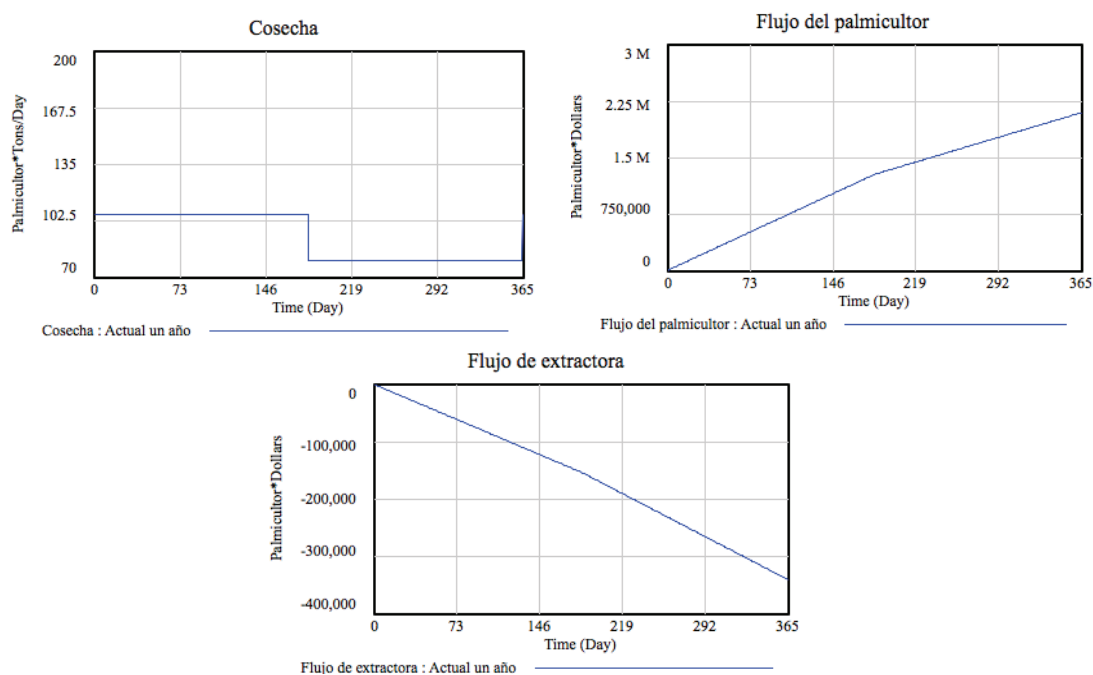 Cosecha
200
167.5
135
102.5
70
Palmicultor*Tons/Day
0 73 146 219 292 365
Time (Day)
Cosecha : Actual un año
Flujo del palmicultor
3 M
2.25 M
1.5 M
750,000
0
Palmicultor*Dollars
0 73 146 219 292 365
Time (Day)
Flujo del palmicultor : Actual un año
Flujo de extractora
0
-100,000
-200,000
-300,000
-400,000
Palmicultor*Dollars
0 73 146 219 292 365
Time (Day)
Flujo de extractora : Actual un año